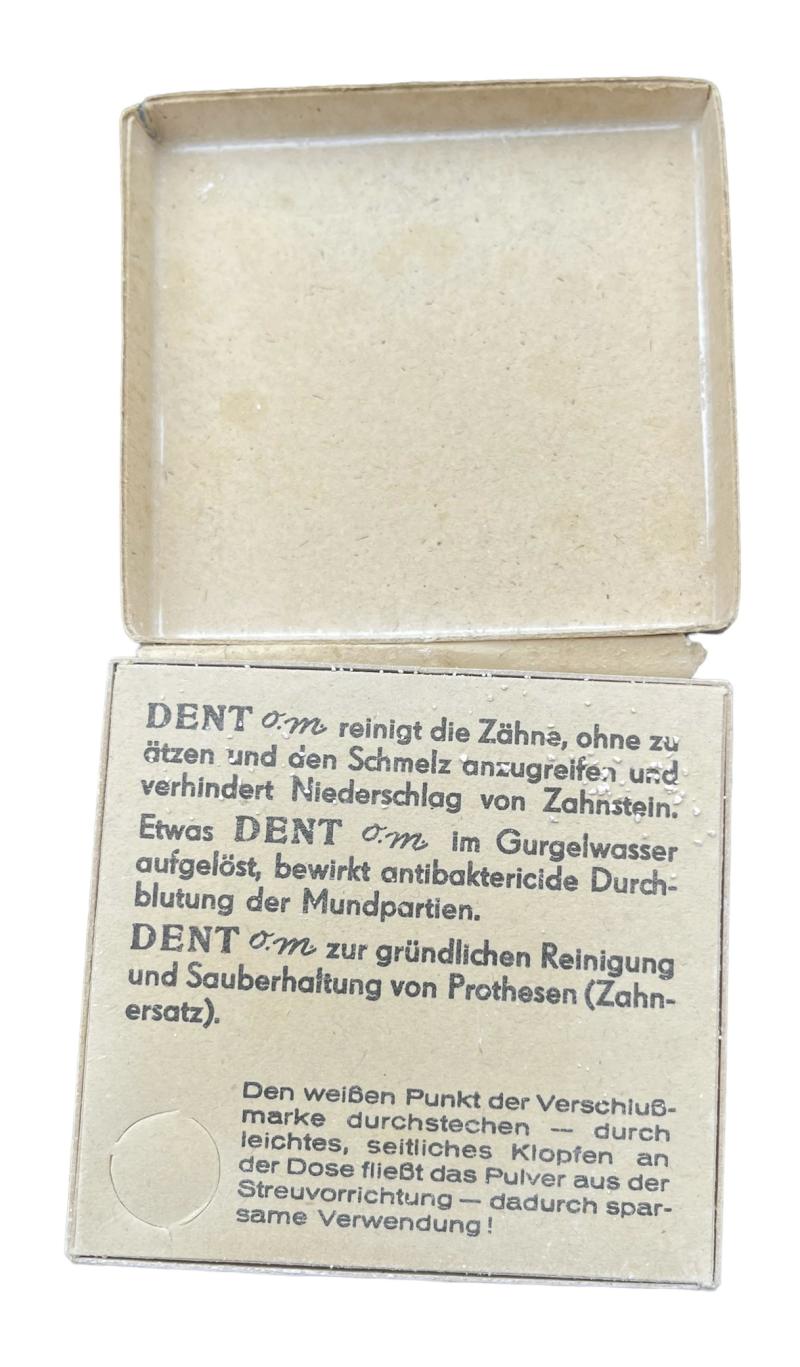 DENT o.m reinigt die Zähne, ohne zu
ätzen und den Schmelz anzugreifen und
verhindert Niederschlag von Zahnstein.
Etwas DENT o.m im Gurgelwasser
aufgelöst, bewirkt antibaktericide Durch-
blutung der Mundpartien.
DENT o.m zur gründlichen Reinigung
und Sauberhaltung von Prothesen (Zahn-
ersatz).
Den weißen Punkt der Verschluß-
marke durchstechen — durch
leichtes, seitliches Klopfen an
der Dose fließt das Pulver aus der
Streuvorrichtung — dadurch spar-
same Verwendung!